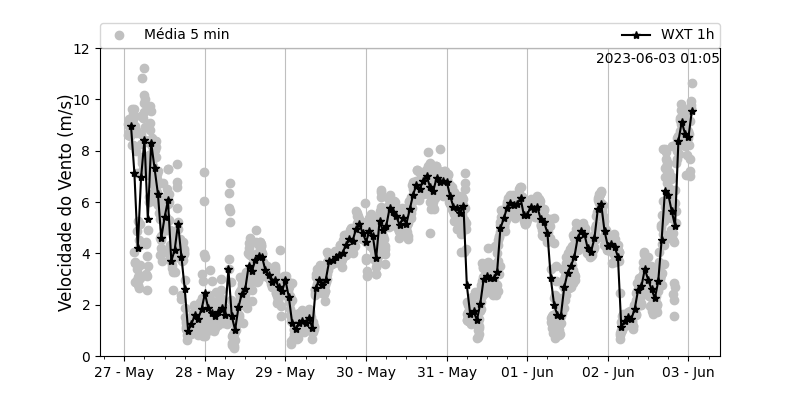 Média 5 min
WXT 1h
2023-06-03 01:05
Velocidade do Vento (m/s)
12
10
8
6
4
2
0
27 - May
28 - May
29 - May
30 - May
31 - May
01 - Jun
02 - Jun
03 - Jun